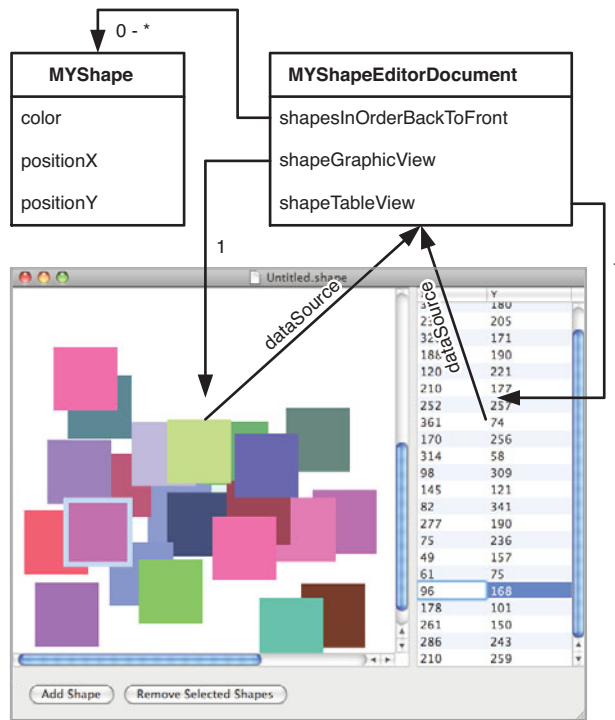 0 - *
MYShape
color
positionX
positionY
MYShapeEditorDocument
shapesInOrderBackToFront
shapeGraphicView
shapeTableView
1
Untitled.shape
dataSource
dataSource
Y
180
205
171
188 190
120 221
210 177
252 257
361 74
170 256
314 58
98 309
145 121
82 341
277 190
75 236
49 157
61 75
96 168
178 101
261 150
286 243
210 259
Add Shape
Remove Selected Shapes